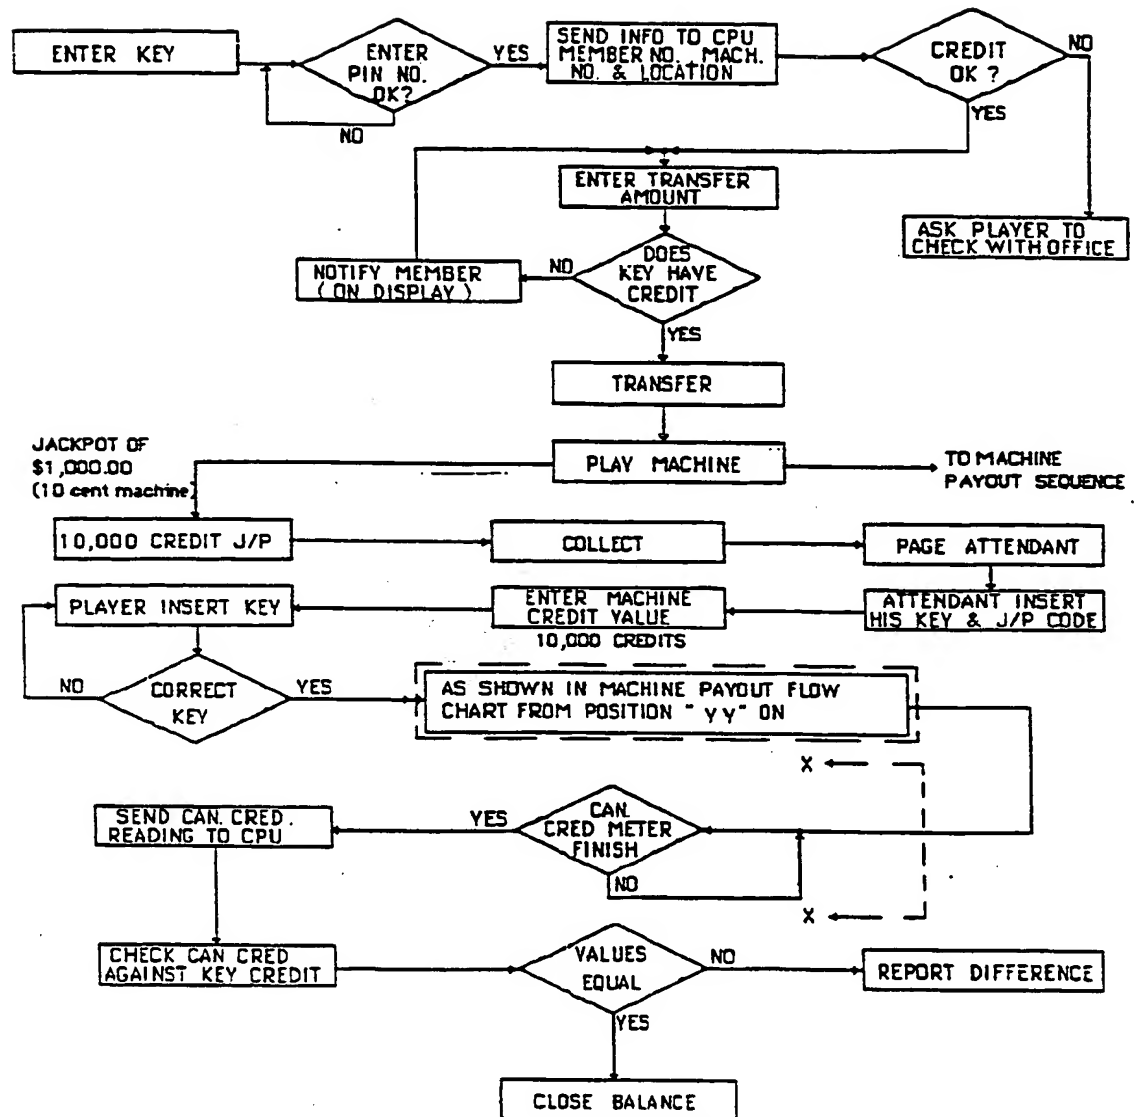 ENTER KEY
ENTER
PIN NO.
OK?
YES
NO
SEND INFO TO CPU
MEMBER NO. MACH.
NO. & LOCATION
CREDIT
OK ?
NO
YES
ENTER TRANSFER
AMOUNT
ASK PLAYER TO
CHECK WITH OFFICE
DOES
KEY HAVE
CREDIT
NO
NOTIFY MEMBER
(ON DISPLAY)
YES
TRANSFER
PLAY MACHINE
TO MACHINE
PAYOUT SEQUENCE
JACKPOT OF
$1,000.00
(10 cent machine)
10,000 CREDIT J/P
COLLECT
PAGE ATTENDANT
ATTENDANT INSERT
HIS KEY & J/P CODE
ENTER MACHINE
CREDIT VALUE
10,000 CREDITS
PLAYER INSERT KEY
CORRECT
KEY
NO
YES
AS SHOWN IN MACHINE PAYOUT FLOW
CHART FROM POSITION " YY" ON
X
CAN.
CRED METER
FINISH
YES
NO
X
SEND CAN. CRED.
READING TO CPU
CHECK CAN CRED
AGAINST KEY CREDIT
VALUES
EQUAL
NO
REPORT DIFFERENCE
YES
CLOSE BALANCE